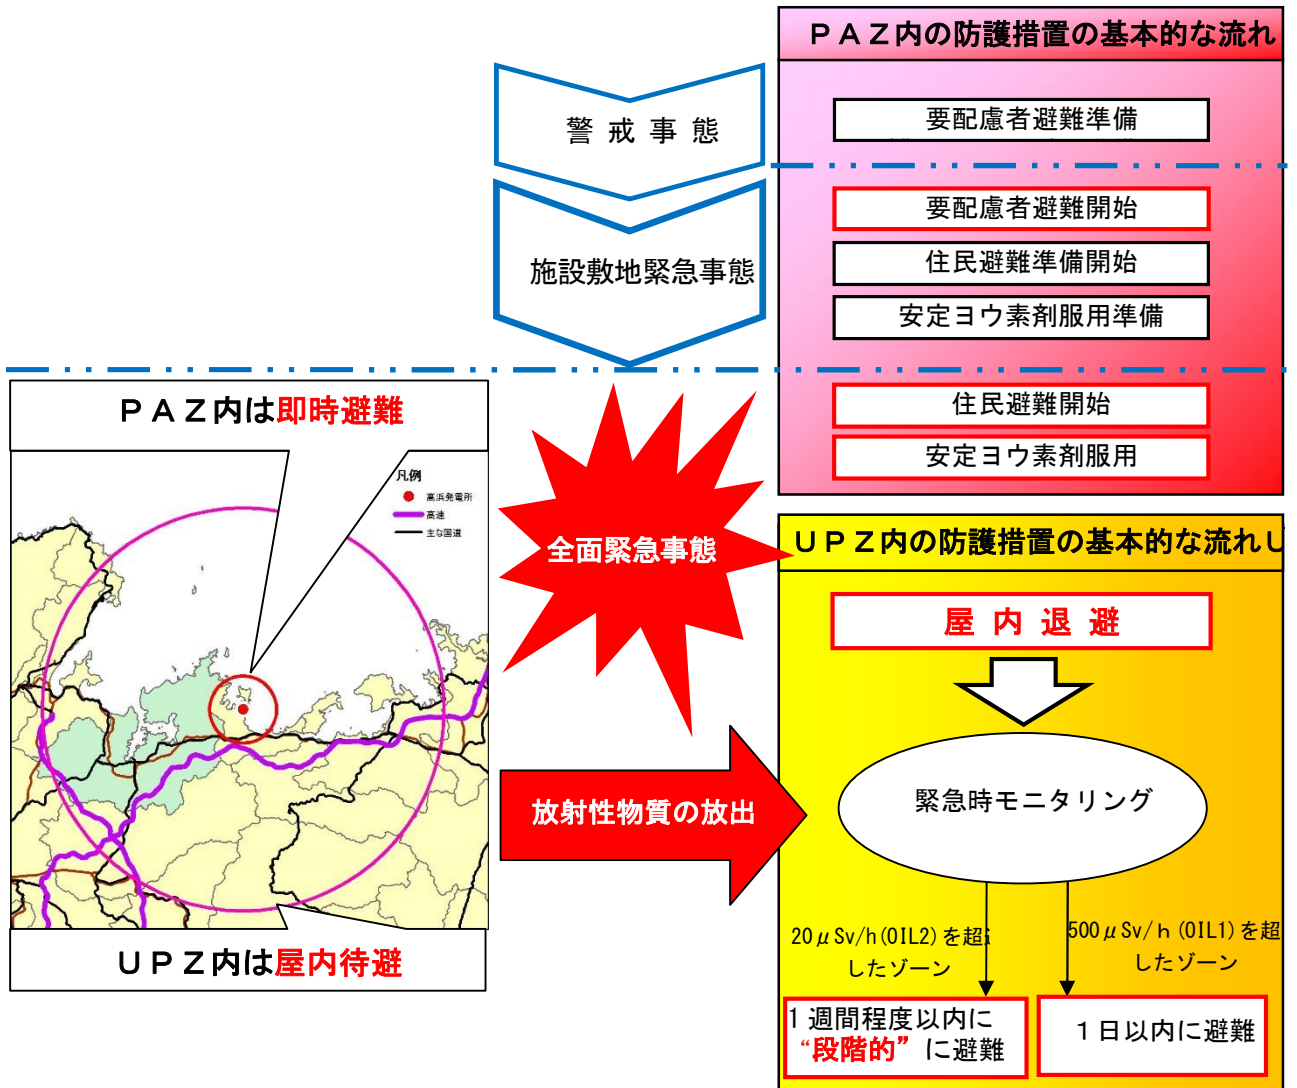 PAZ内の防護措置の基本的な流れ
警戒事態
要配慮者避難準備
施設敷地緊急事態
要配慮者避難開始
住民避難準備開始
安定ヨウ素剤服用準備
PAZ内は即時避難
凡例
高浜発電所
高速
主な国道
全面緊急事態
住民避難開始
安定ヨウ素剤服用
UPZ内の防護措置の基本的な流れU
屋内退避
放射性物質の放出
緊急時モニタリング
20μSv/h(OIL2)を超
したゾーン
500μSv/h(OIL1)を超
したゾーン
1週間程度以内に
“段階的”に避難
1日以内に避難
UPZ内は屋内待避